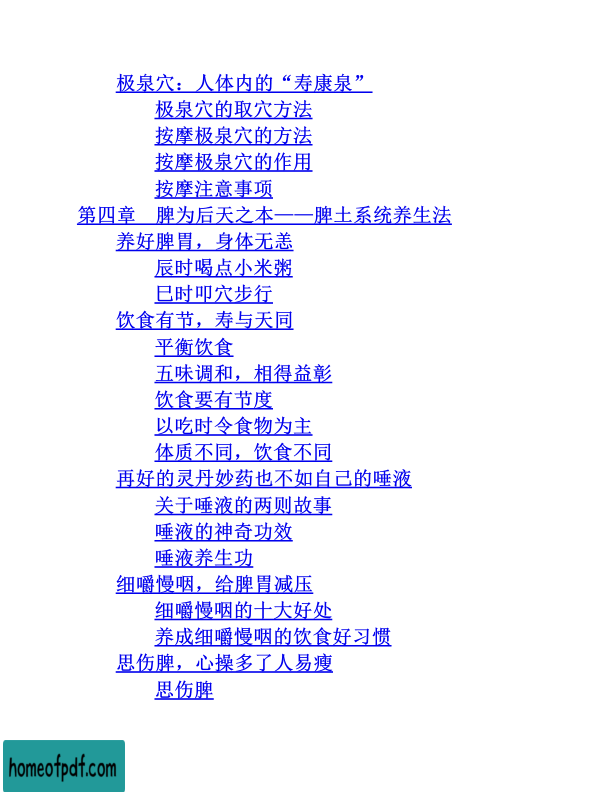 极泉穴：人体内的“寿康泉”
极泉穴的取穴方法
按摩极泉穴的方法
按摩极泉穴的作用
按摩注意事项
第四章　脾为后天之本——脾土系统养生法
养好脾胃，身体无恙
辰时喝点小米粥
巳时叩穴步行
饮食有节，寿与天同
平衡饮食
五味调和，相得益彰
饮食要有节度
以吃时令食物为主
体质不同，饮食不同
再好的灵丹妙药也不如自己的唾液
关于唾液的两则故事
唾液的神奇功效
唾液养生功
细嚼慢咽，给脾胃减压
细嚼慢咽的十大好处
养成细嚼慢咽的饮食好习惯
思伤脾，心操多了人易瘦
思伤脾
homeofpdf.com